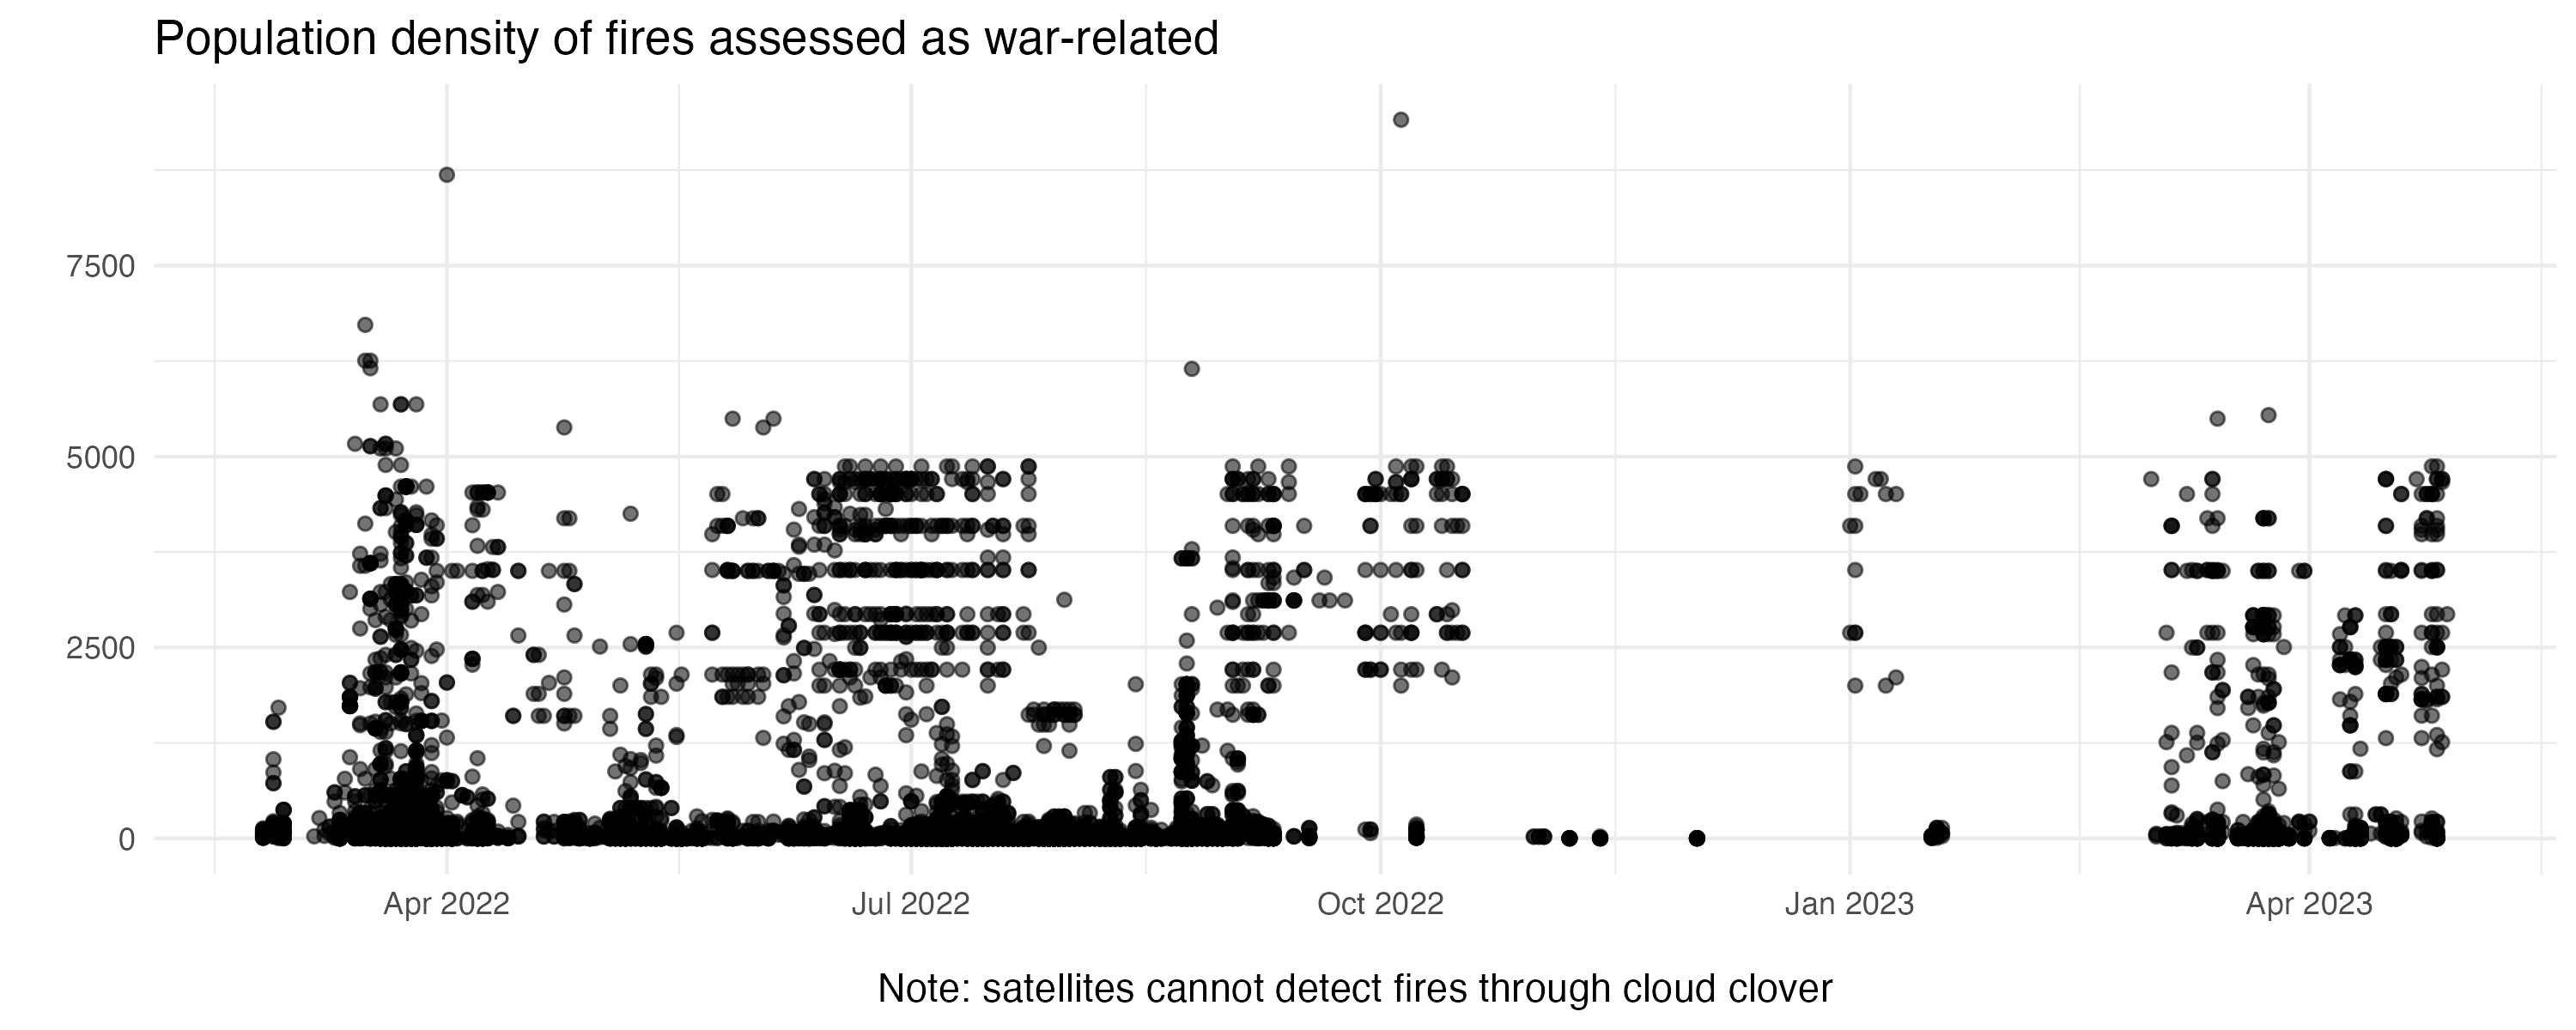 Population density of fires assessed as war-related
7500
5000
2500
0
Apr 2022 Jul 2022 Oct 2022 Jan 2023 Apr 2023
Note: satellites cannot detect fires through cloud clover